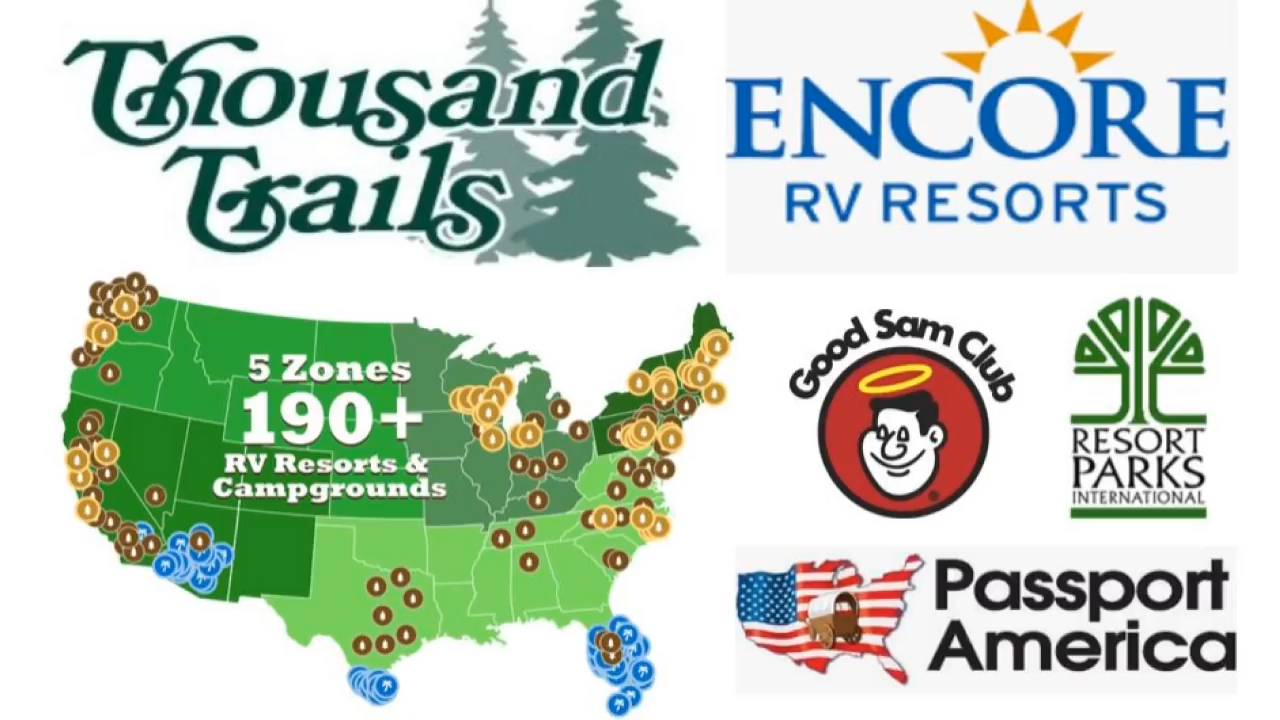 Thousand
Trails
ENCORE
RV RESORTS
5 Zones
190+
RV Resorts &
Campgrounds
Good Sam Club
RESORT
PARKS
INTERNATIONAL
Passport
America